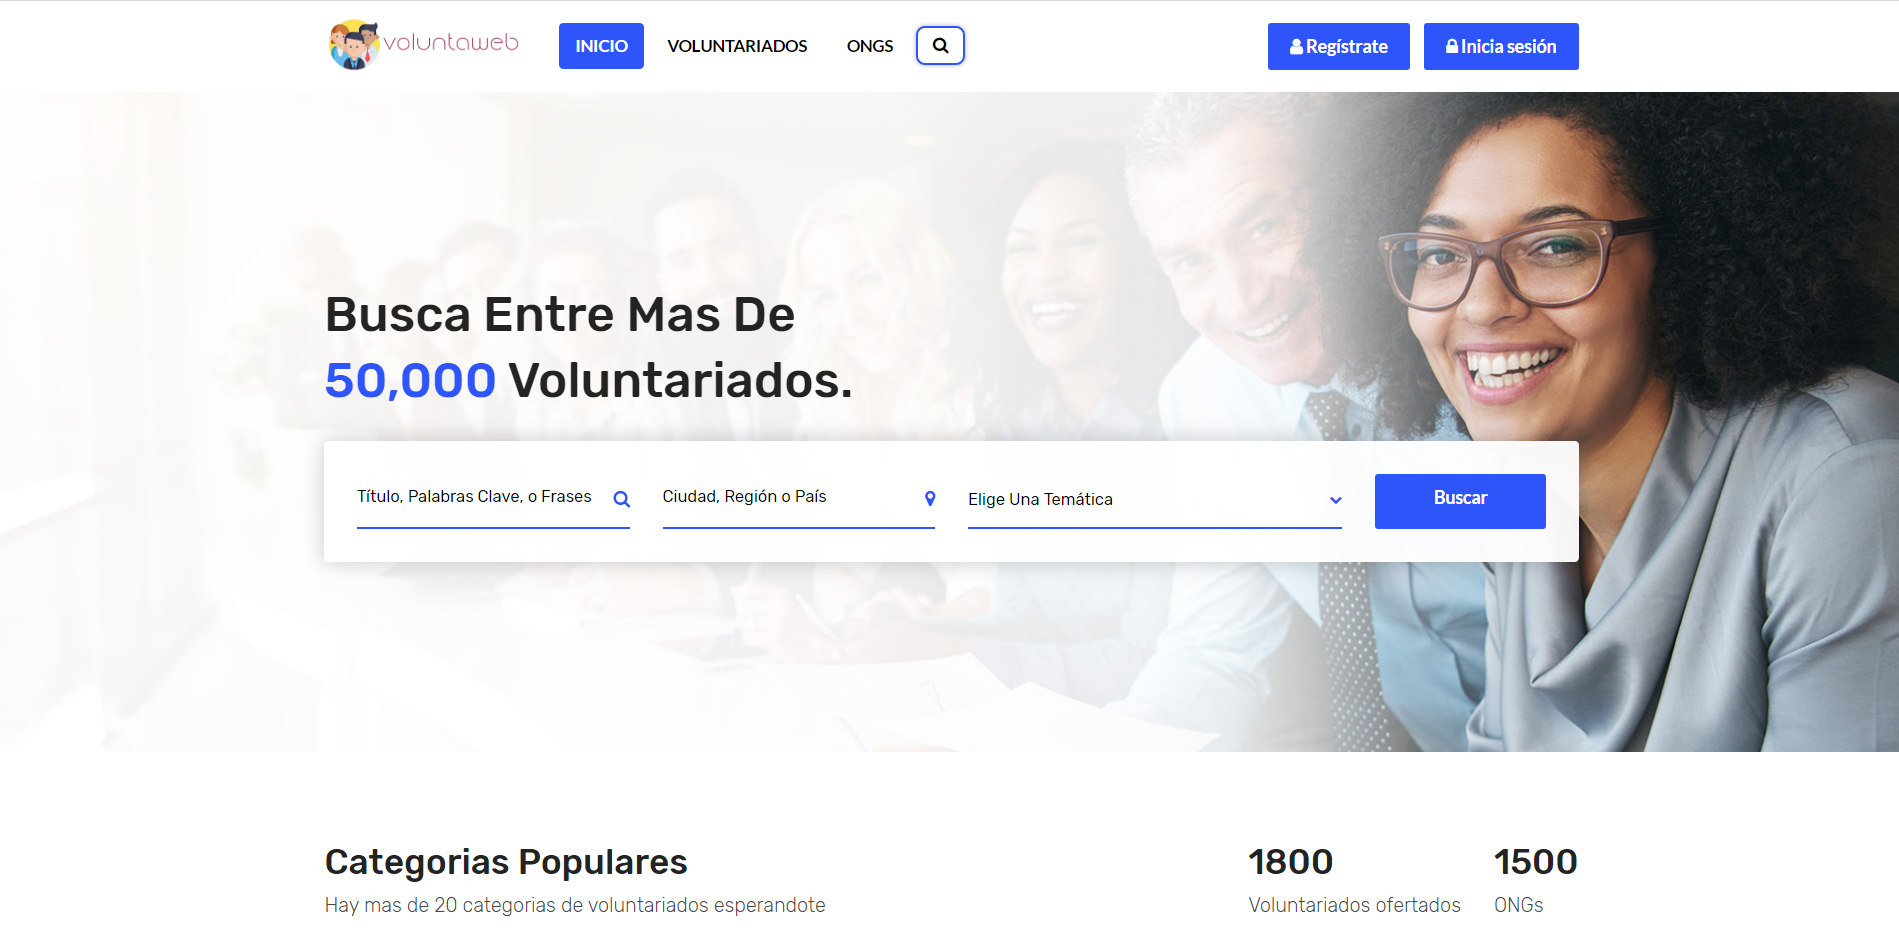 voluntaweb
INICIO
VOLUNTARIADOS
ONGS
Regístrate
Inicia sesión
Busca Entre Mas De
50,000 Voluntariados.
Título, Palabras Clave, o Frases
Ciudad, Región o País
Elige Una Temática
Buscar
Categorias Populares
Hay mas de 20 categorias de voluntariados esperandote
1800
Voluntariados ofertados
1500
ONGs